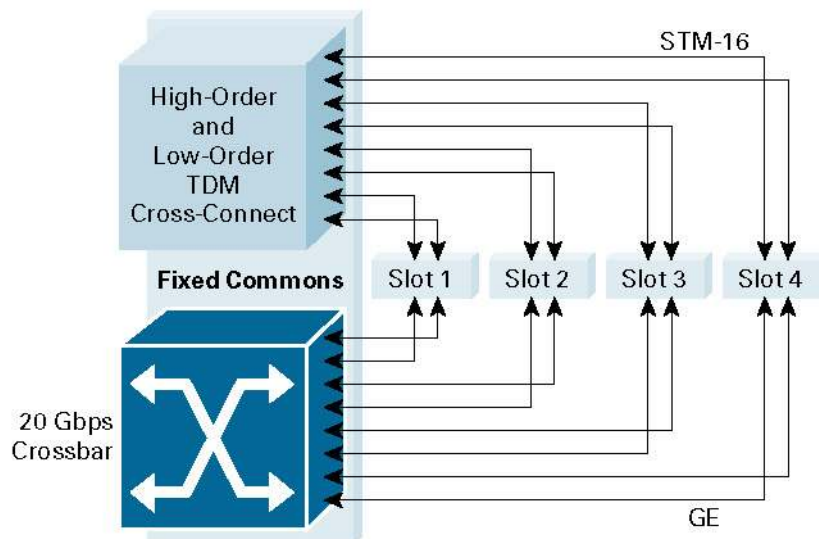 STM-16
High-Order
and
Low-Order
TDM
Cross-Connect
Fixed Commons
Slot 1
Slot 2
Slot 3
Slot 4
20 Gbps
Crossbar
GE